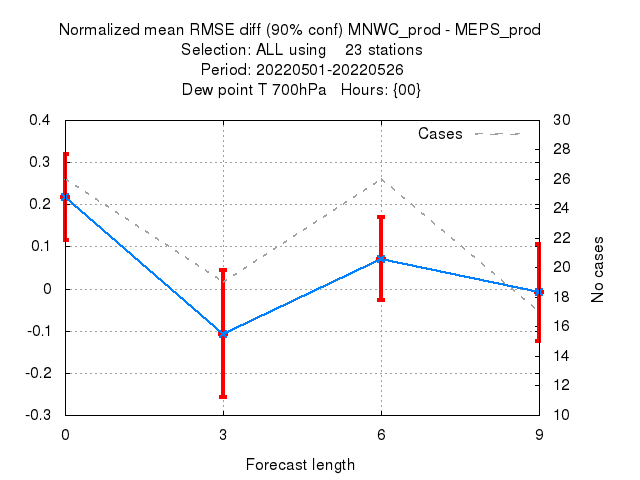 Normalized mean RMSE diff (90% conf) MNWC_prod - MEPS_prod
Selection: ALL using 23 stations
Period: 20220501-20220526
Dew point T 700hPa Hours: {00}
0.4
0.3
0.2
0.1
0
-0.1
-0.2
-0.3
Cases
30
28
26
24
22
20
18
16
14
12
10
No cases
0 3 6 9
Forecast length